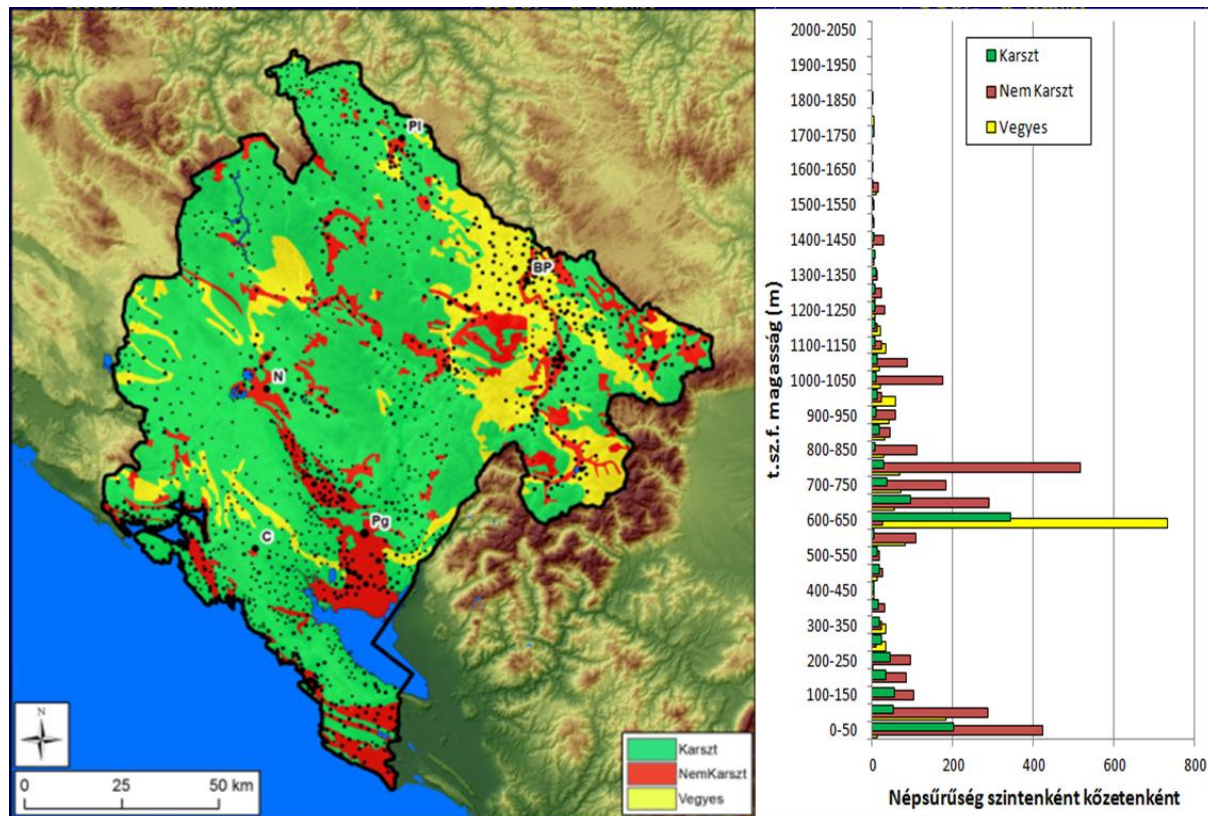 Pl
BP
N
Pg
C
N
0 25 50 km
Karszt
NemKarszt
Vegyes
Karszt
Nem Karszt
Vegyes
t.sz.f. magasság (m)
2000-2050
1900-1950
1800-1850
1700-1750
1600-1650
1500-1550
1400-1450
1300-1350
1200-1250
1100-1150
1000-1050
900-950
800-850
700-750
600-650
500-550
400-450
300-350
200-250
100-150
0-50
0 200 400 600 800
Népsűrűség szintenként kőzetenként